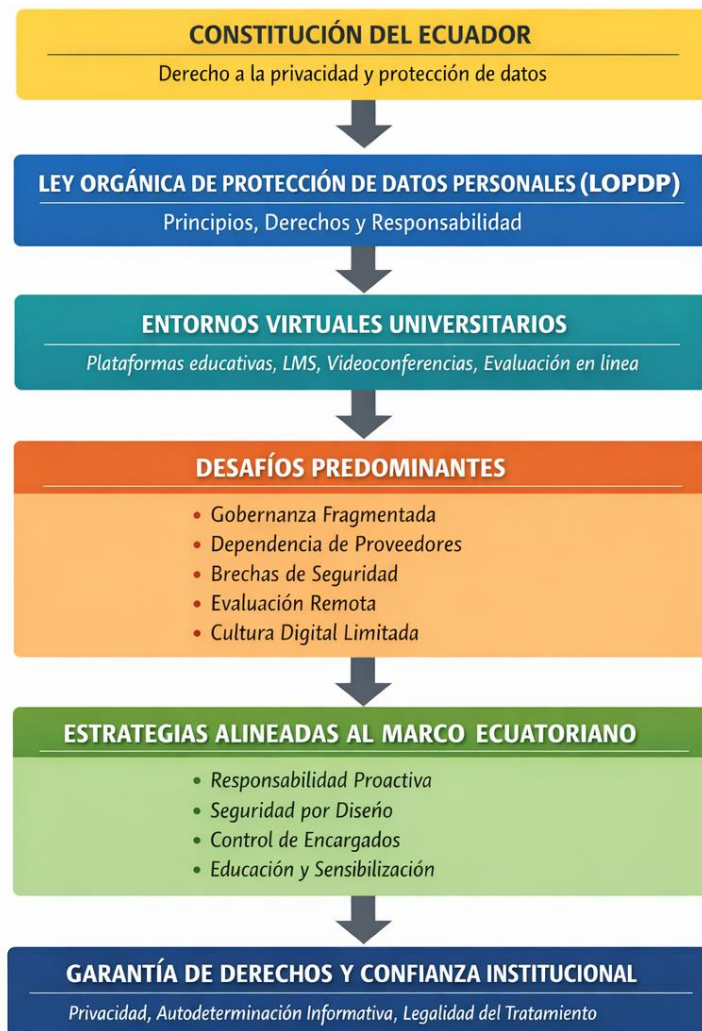 CONSTITUCIÓN DEL ECUADOR
Derecho a la privacidad y protección de datos
LEY ORGÁNICA DE PROTECCIÓN DE DATOS PERSONALES (LOPDP)
Principios, Derechos y Responsabilidad
ENTORNOS VIRTUALES UNIVERSITARIOS
Plataformas educativas, LMS, Videoconferencias, Evaluación en línea
DESAFÍOS PREDOMINANTES
• Gobernanza Fragmentada
• Dependencia de Proveedores
• Brechas de Seguridad
• Evaluación Remota
• Cultura Digital Limitada
ESTRATEGIAS ALINEADAS AL MARCO ECUATORIANO
• Responsabilidad Proactiva
• Seguridad por Diseño
• Control de Encargados
• Educación y Sensibilización
GARANTÍA DE DERECHOS Y CONFIANZA INSTITUCIONAL
Privacidad, Autodeterminación Informativa, Legalidad del Tratamiento